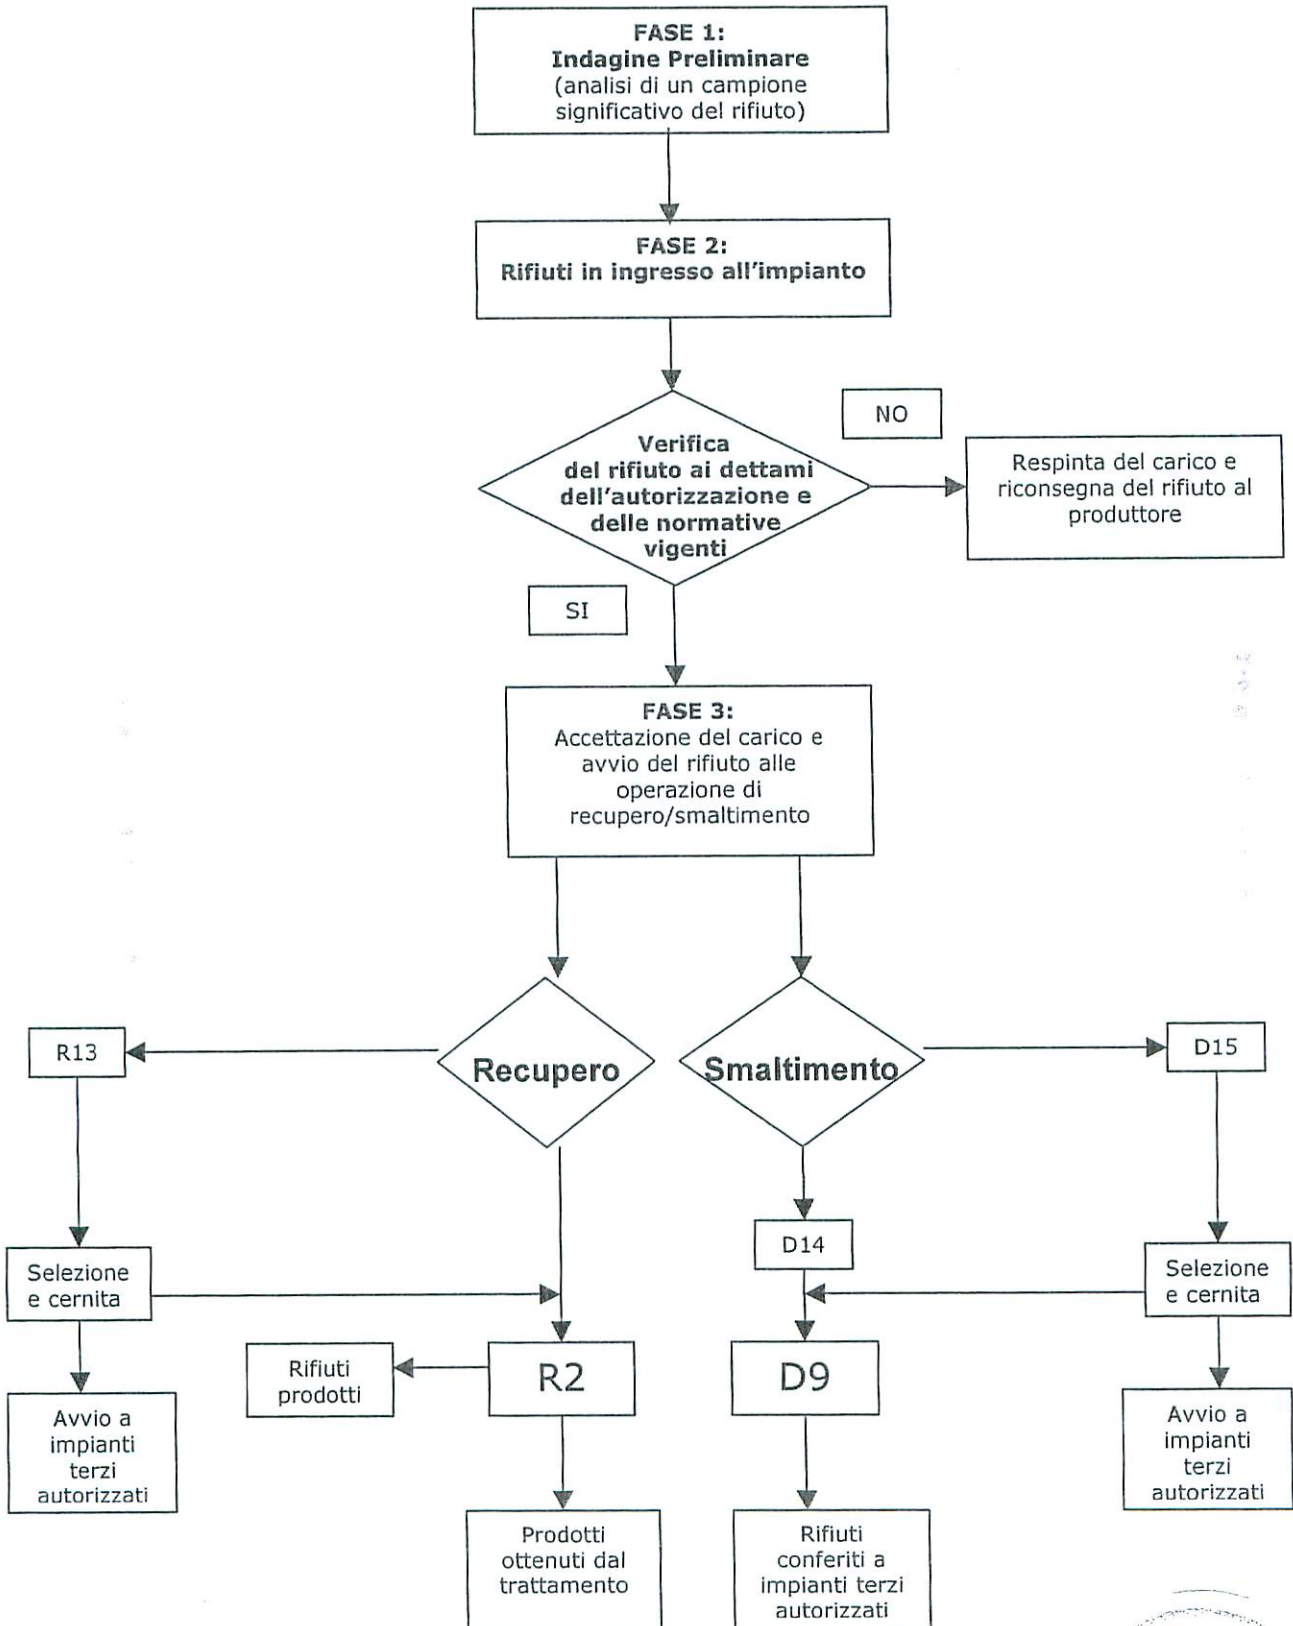 FASE 1:
Indagine Preliminare
(analisi di un campione
significativo del rifiuto)
FASE 2:
Rifiuti in ingresso all'impianto
NO
Verifica
del rifiuto ai dettami
dell'autorizzazione e
delle normative
vigenti
Respinta del carico e
riconsegna del rifiuto al
produttore
SI
FASE 3:
Accettazione del carico e
avvio del rifiuto alle
operazione di
recupero/smaltimento
R13
Recupero
Smaltimento
D15
D14
Selezione
e cernita
Selezione
e cernita
Rifiuti
prodotti
R2
D9
Avvio a
impianti
terzi
autorizzati
Avvio a
impianti
terzi
autorizzati
Prodotti
ottenuti dal
trattamento
Rifiuti
conferiti a
impianti terzi
autorizzati